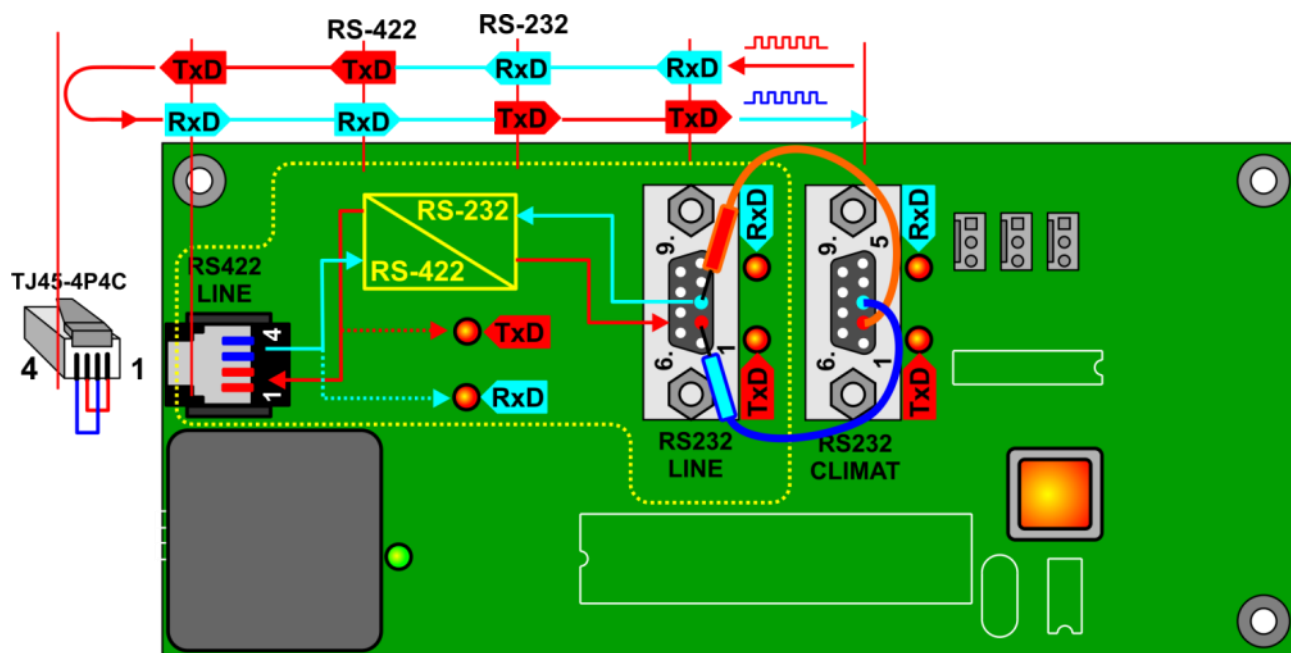 RS-422
RS-232
TxD
TxD
RxD
RxD
RxD
RxD
TxD
TxD
TJ45-4P4C
4
1
RS422
LINE
4
1
RS-232
RS-422
TxD
RxD
9.
6.
1
RxD
TxD
RS232
LINE
9.
5
6.
1
RxD
TxD
RS232
CLIMAT